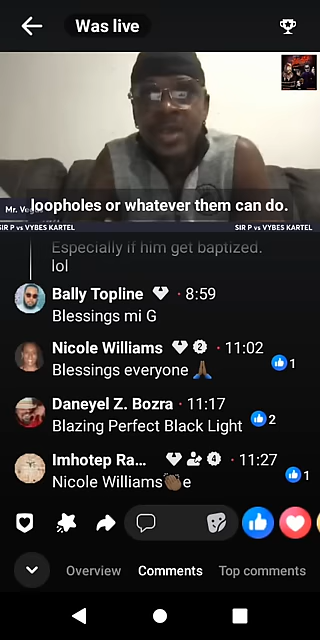 Was live
loopholes or whatever them can do.
Mr. Ve
SIR P vs VYBES KARTEL
SIR P vs VYBES KARTEL
Especially if him get baptized.
lol
Bally Topline · 8:59
Blessings mi G
Nicole Williams 2 · 11:02
Blessings everyone 🙏🏾
1
Daneyel Z. Bozra · 11:17
Blazing Perfect Black Light
2
Imhotep Ra... 4 · 11:27
Nicole Williams👏🏾e
1
Overview Comments Top comments